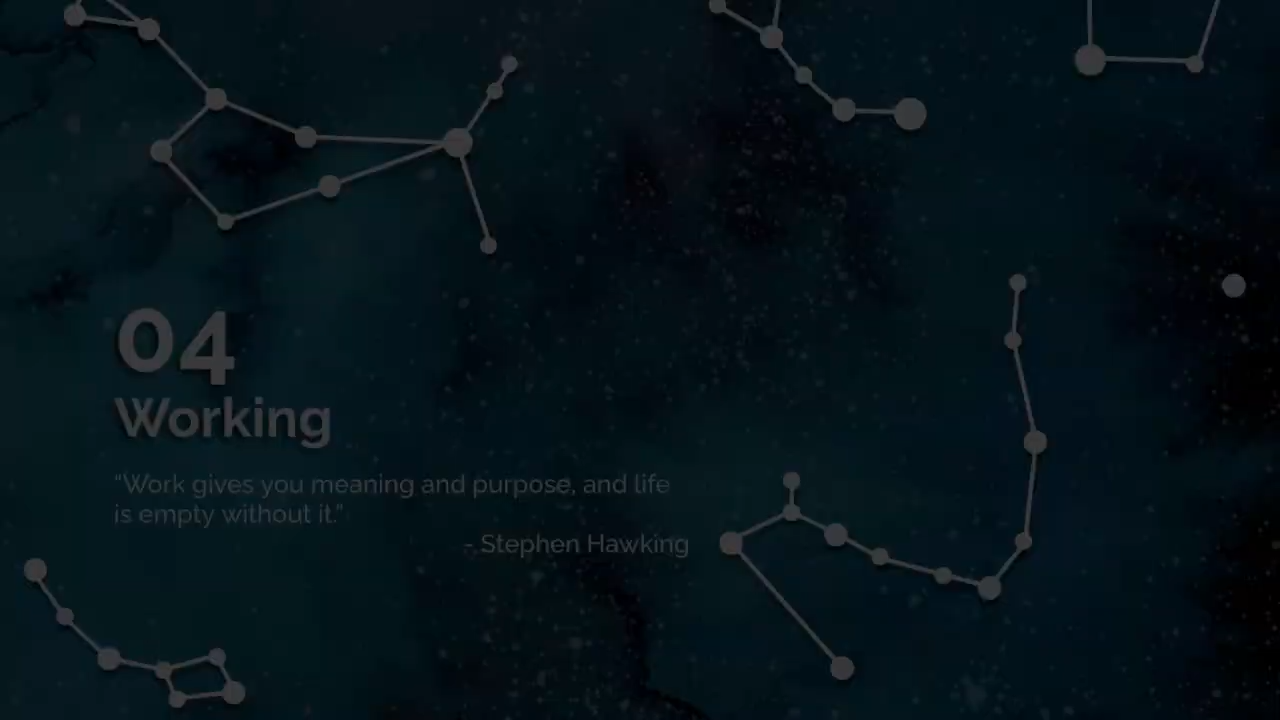 04
Working
“Work gives you meaning and purpose, and life
is empty without it.”
- Stephen Hawking